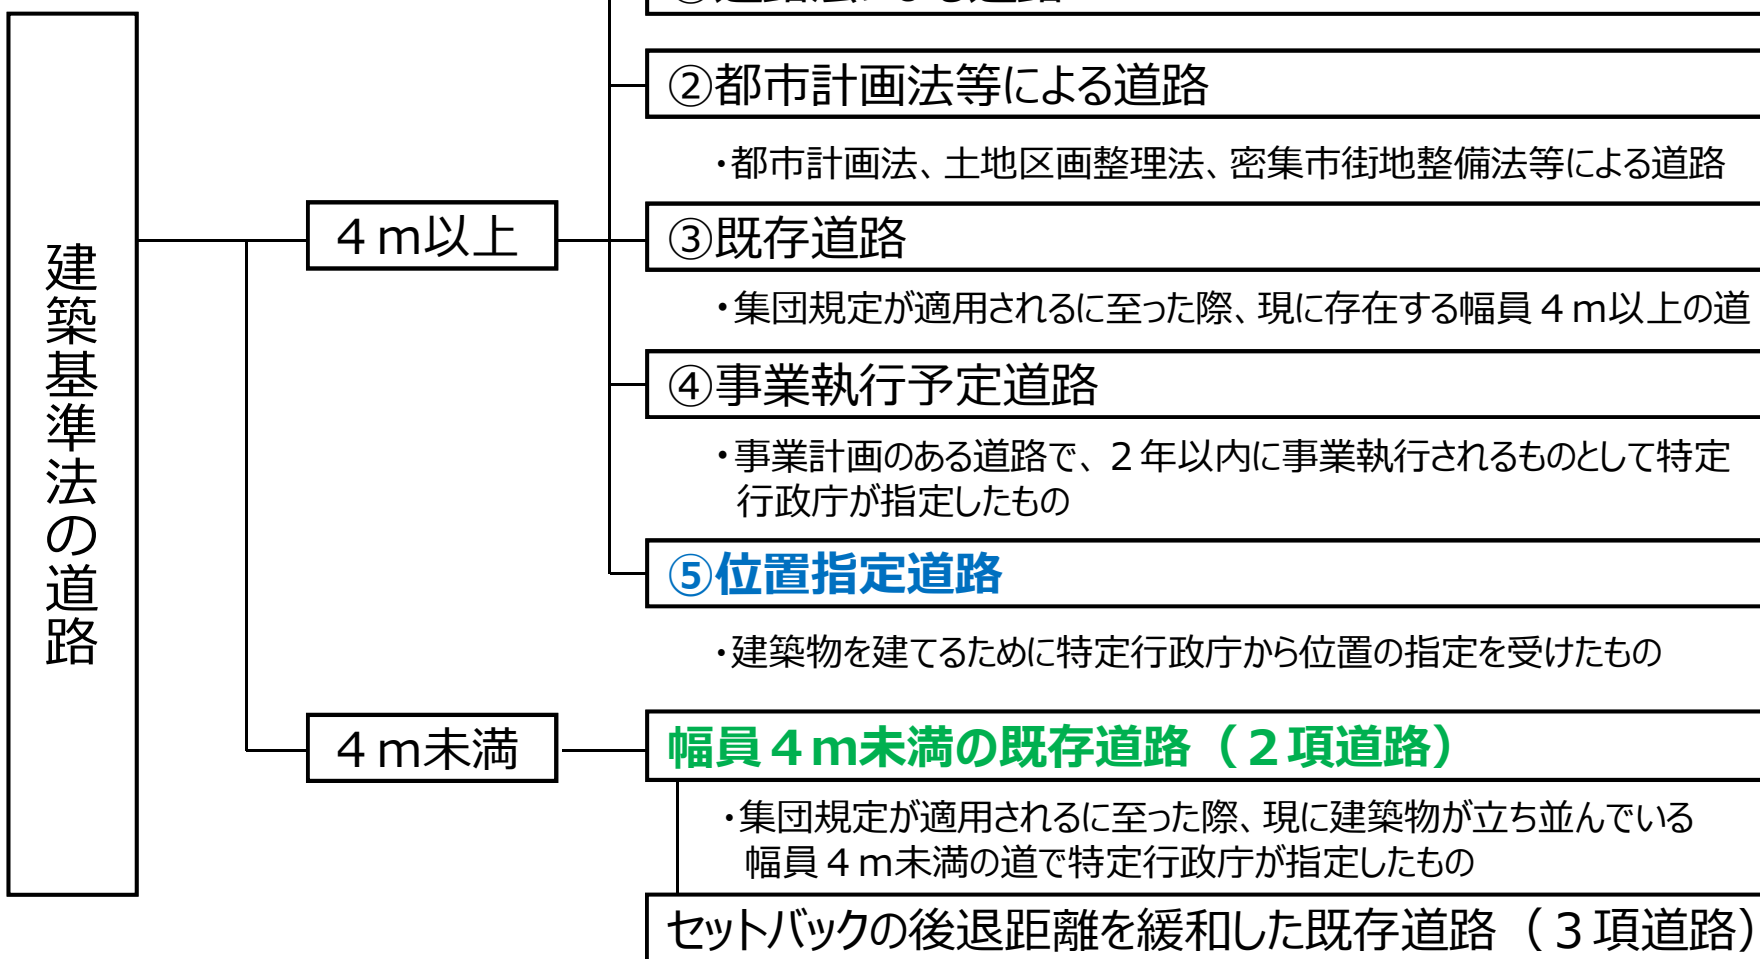 建築基準法の道路
４ｍ以上
①道路法による道路
②都市計画法等による道路
・都市計画法、土地区画整理法、密集市街地整備法等による道路
③既存道路
・集団規定が適用されるに至った際、現に存在する幅員４ｍ以上の道
④事業執行予定道路
・事業計画のある道路で、２年以内に事業執行されるものとして特定
行政庁が指定したもの
⑤位置指定道路
・建築物を建てるために特定行政庁から位置の指定を受けたもの
４ｍ未満
幅員４ｍ未満の既存道路（２項道路）
・集団規定が適用されるに至った際、現に建築物が立ち並んでいる
幅員４ｍ未満の道で特定行政庁が指定したもの
セットバックの後退距離を緩和した既存道路（３項道路）